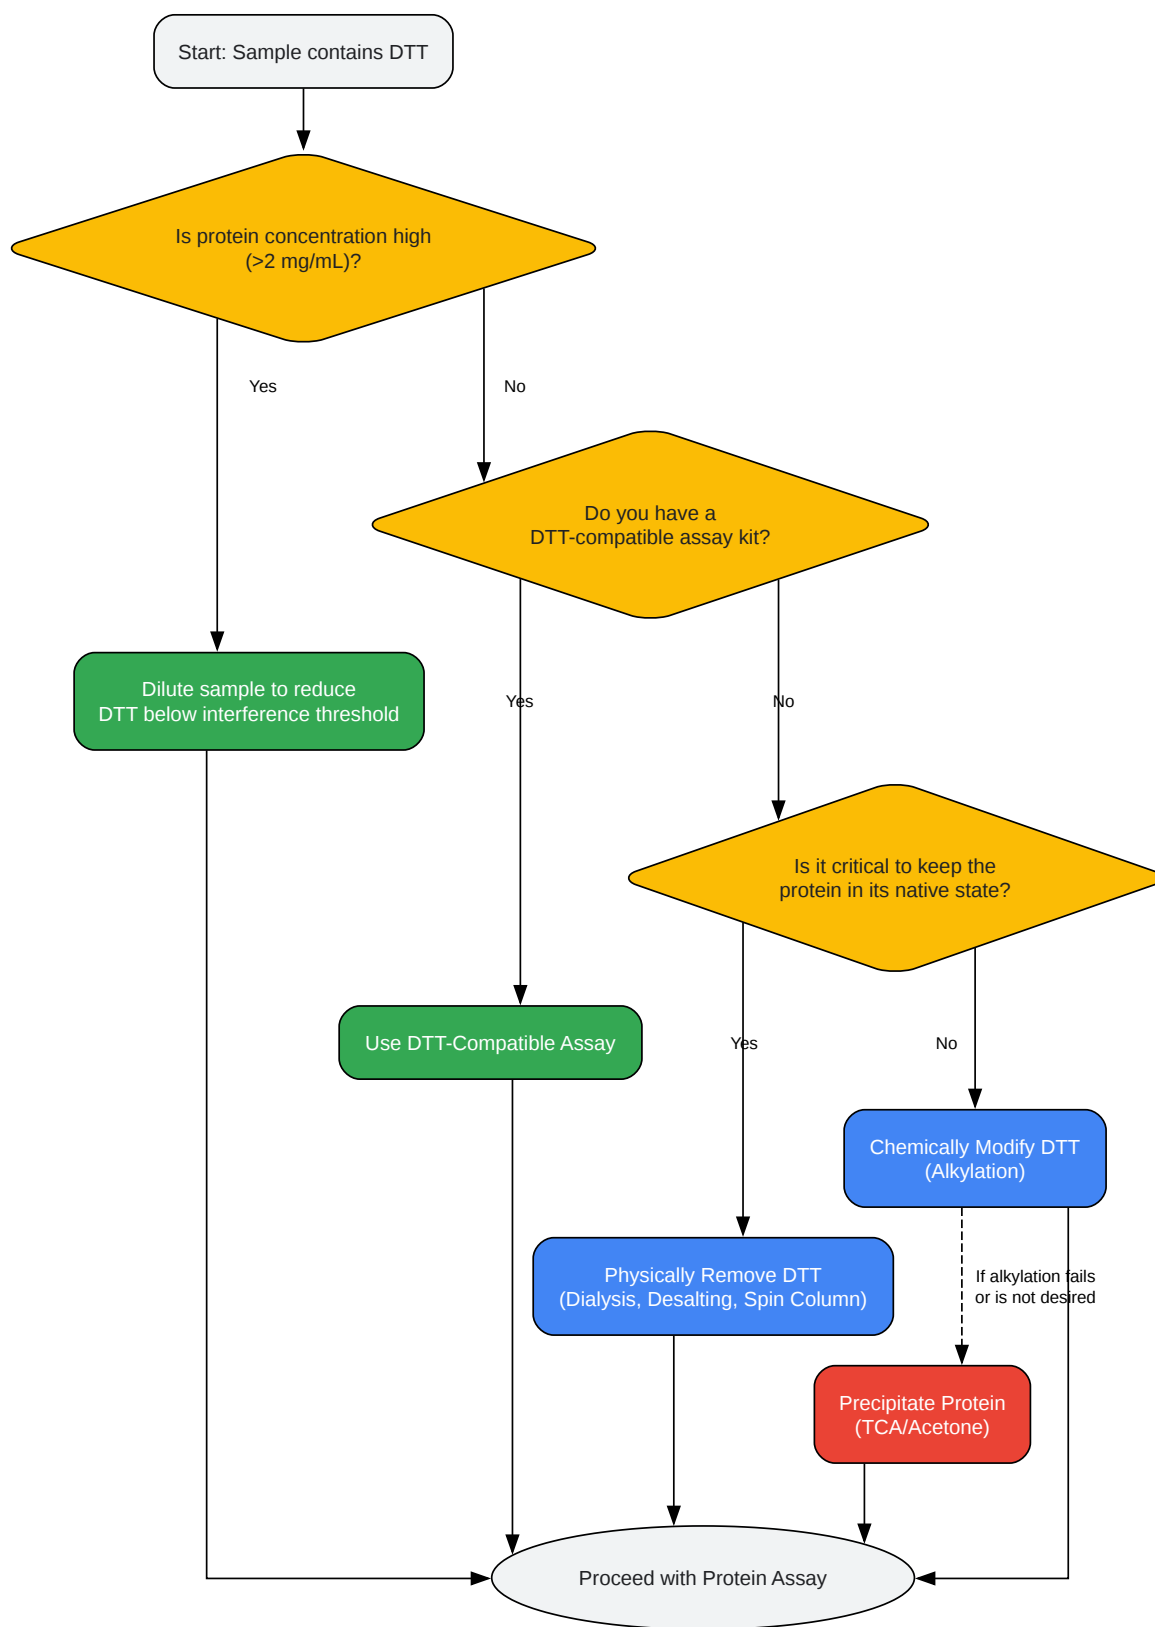 Start: Sample contains DTT
Is protein concentration high
(>2 mg/mL)?
Yes
No
Do you have a
DTT-compatible assay kit?
Dilute sample to reduce
DTT below interference threshold
Yes
No
Is it critical to keep the
protein in its native state?
Use DTT-Compatible Assay
Yes
No
Chemically Modify DTT
(Alkylation)
Physically Remove DTT
(Dialysis, Desalting, Spin Column)
If alkylation fails
or is not desired
Precipitate Protein
(TCA/Acetone)
Proceed with Protein Assay